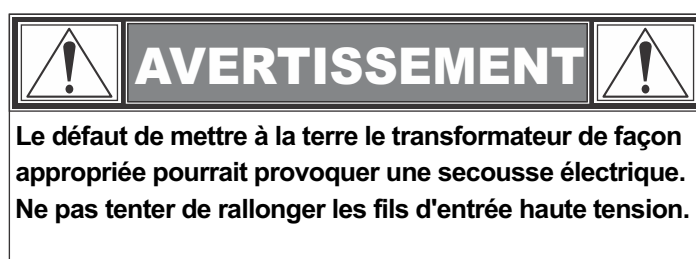 AVERTISSEMENT
Le défaut de mettre à la terre le transformateur de façon
appropriée pourrait provoquer une secousse électrique.
Ne pas tenter de rallonger les fils d'entrée haute tension.